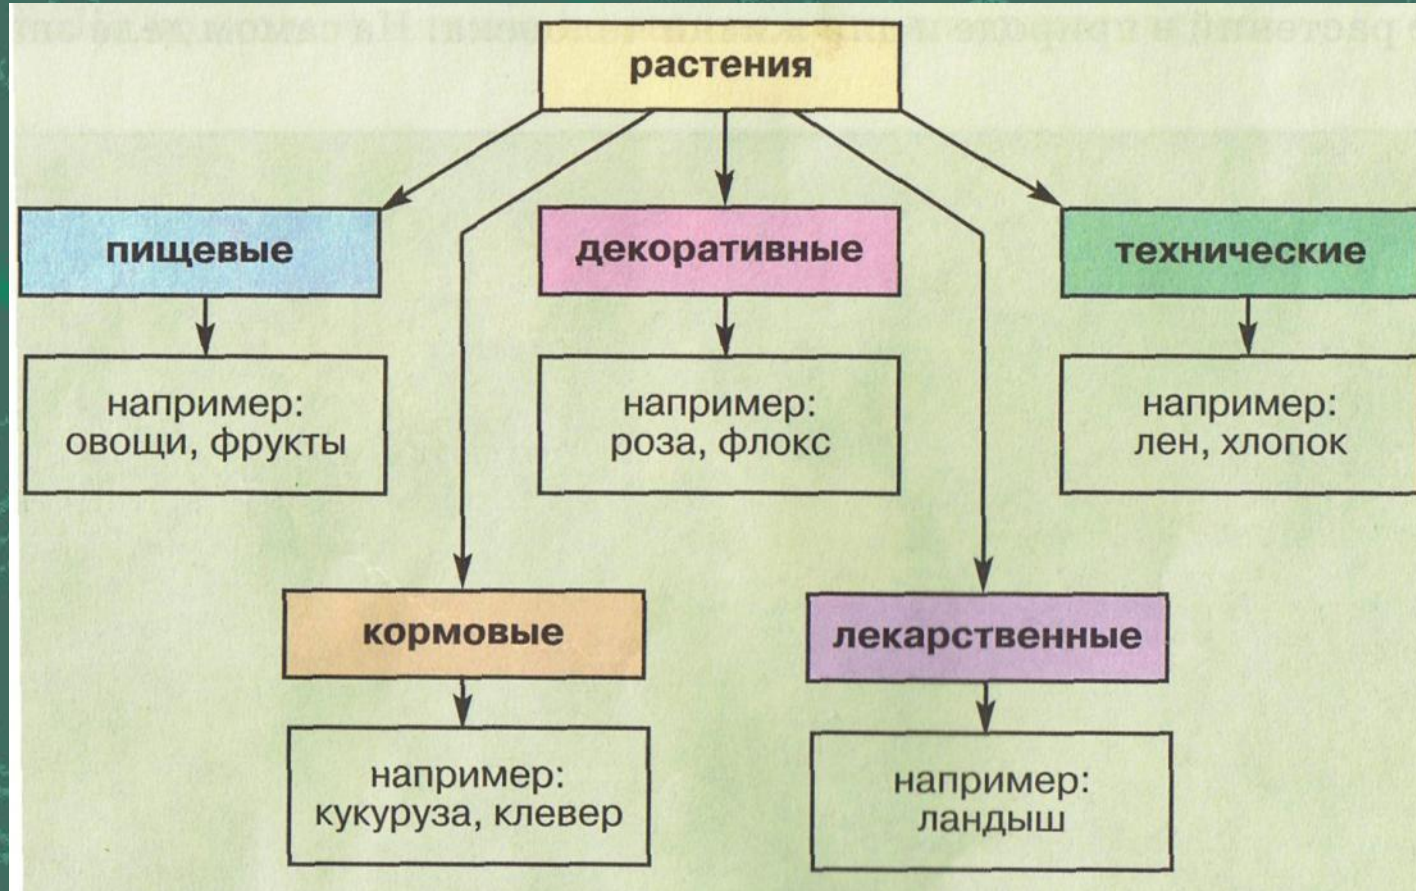 растения
пищевые
декоративные
технические
например:
овощи, фрукты
например:
роза, флокс
например:
лен, хлопок
кормовые
лекарственные
например:
кукуруза, клевер
например:
ландыш